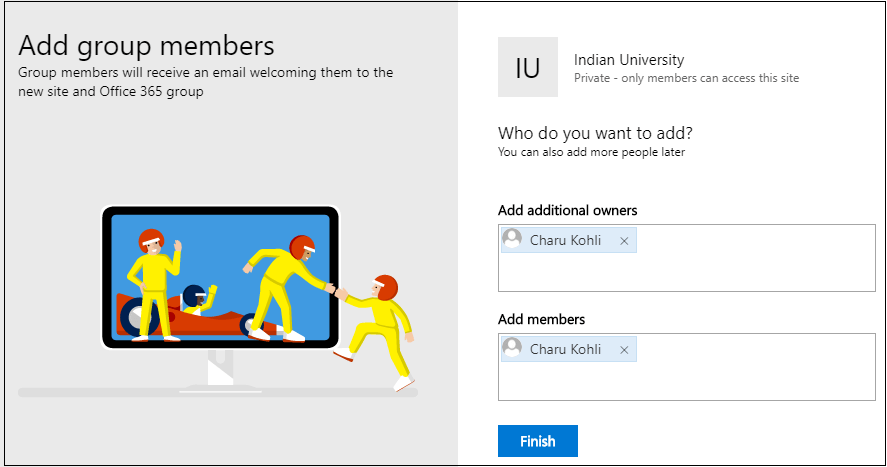 Add group members
Group members will receive an email welcoming them to the
new site and Office 365 group
IU
Indian University
Private - only members can access this site
Who do you want to add?
You can also add more people later
Add additional owners
Charu Kohli ×
Add members
Charu Kohli ×
Finish